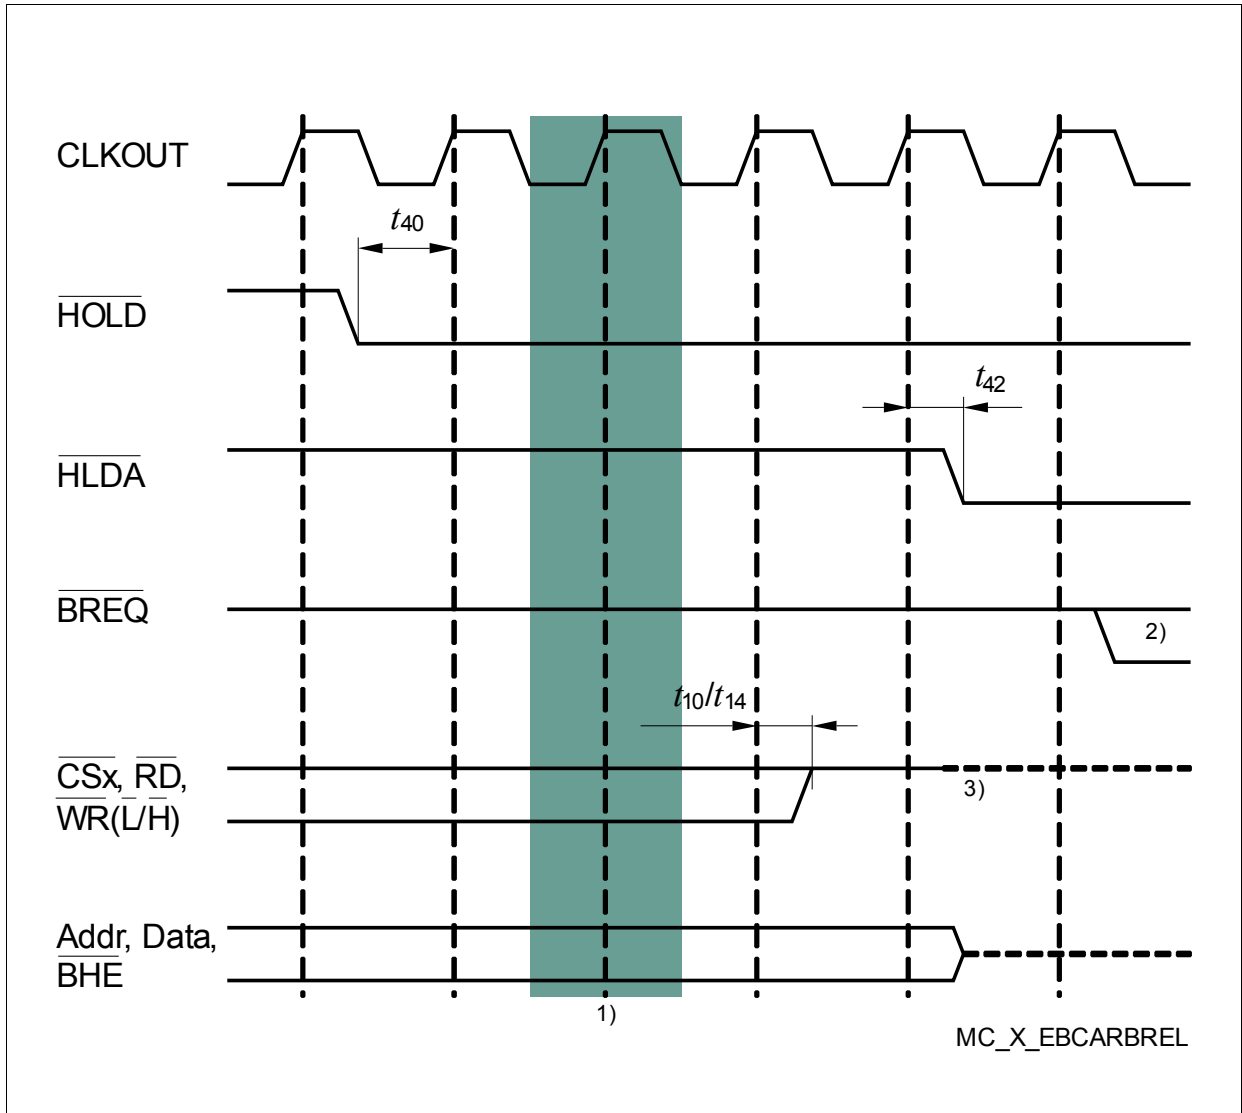 CLKOUT
t40
HOLD
t42
HLDA
BREQ
2)
t10/t14
CSx, RD,
3)
WR(L/H)
Addr, Data,
BHE
1)
MC_X_EBCARBREL